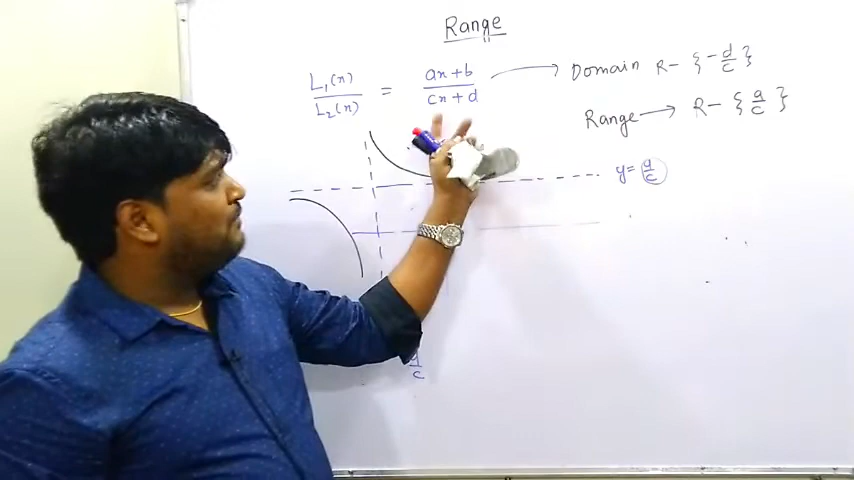 Range
L₁(x)/L₂(x) = ax+b/cx+d → Domain R- {-d/c}
Range → R- {a/c}
y = a/c